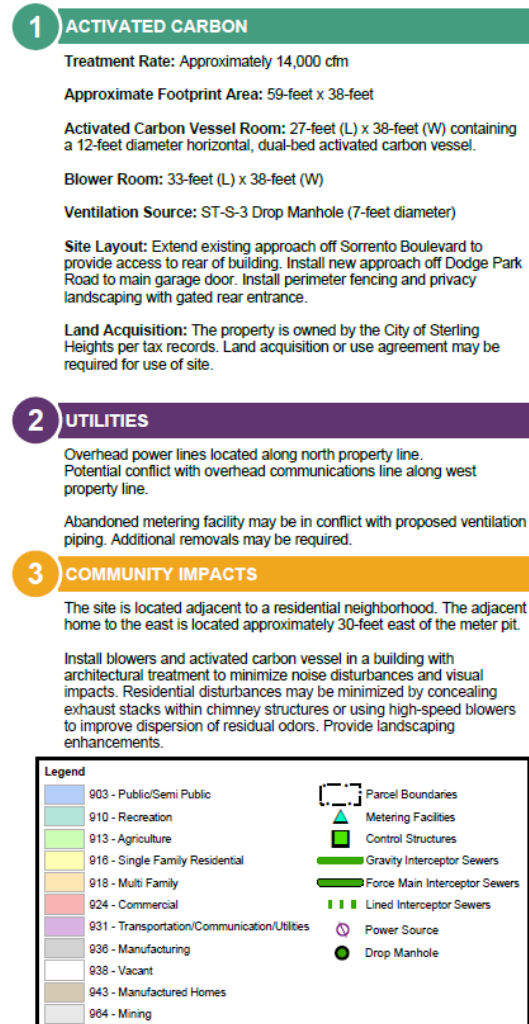 1 ACTIVATED CARBON
Treatment Rate: Approximately 14,000 cfm
Approximate Footprint Area: 59-feet x 38-feet
Activated Carbon Vessel Room: 27-feet (L) x 38-feet (W) containing
a 12-feet diameter horizontal, dual-bed activated carbon vessel.
Blower Room: 33-feet (L) x 38-feet (W)
Ventilation Source: ST-S-3 Drop Manhole (7-feet diameter)
Site Layout: Extend existing approach off Sorrento Boulevard to
provide access to rear of building. Install new approach off Dodge Park
Road to main garage door. Install perimeter fencing and privacy
landscaping with gated rear entrance.
Land Acquisition: The property is owned by the City of Sterling
Heights per tax records. Land acquisition or use agreement may be
required for use of site.
2 UTILITIES
Overhead power lines located along north property line.
Potential conflict with overhead communications line along west
property line.
Abandoned metering facility may be in conflict with proposed ventilation
piping. Additional removals may be required.
3 COMMUNITY IMPACTS
The site is located adjacent to a residential neighborhood. The adjacent
home to the east is located approximately 30-feet east of the meter pit.
Install blowers and activated carbon vessel in a building with
architectural treatment to minimize noise disturbances and visual
impacts. Residential disturbances may be minimized by concealing
exhaust stacks within chimney structures or using high-speed blowers
to improve dispersion of residual odors. Provide landscaping
enhancements.
Legend
903 - Public/Semi Public
910 - Recreation
913 - Agriculture
916 - Single Family Residential
918 - Multi Family
924 - Commercial
931 - Transportation/Communication/Utilities
936 - Manufacturing
938 - Vacant
943 - Manufactured Homes
964 - Mining
Parcel Boundaries
Metering Facilities
Control Structures
Gravity Interceptor Sewers
Force Main Interceptor Sewers
Lined Interceptor Sewers
Power Source
Drop Manhole